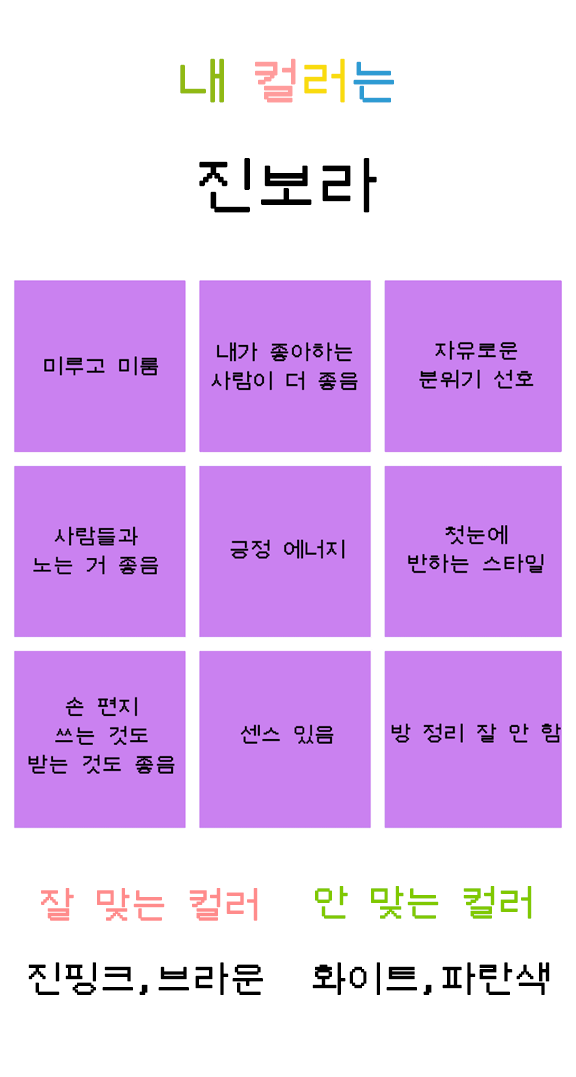 내 컬러는
진보라
미루고 미룸
내가 좋아하는
사람이 더 좋음
자유로운
분위기 선호
사람들과
노는 거 좋음
긍정 에너지
첫눈에
반하는 스타일
손 편지
쓰는 것도
받는 것도 좋음
센스 있음
방 정리 잘 안 함
잘 맞는 컬러
안 맞는 컬러
진핑크,브라운
화이트,파란색